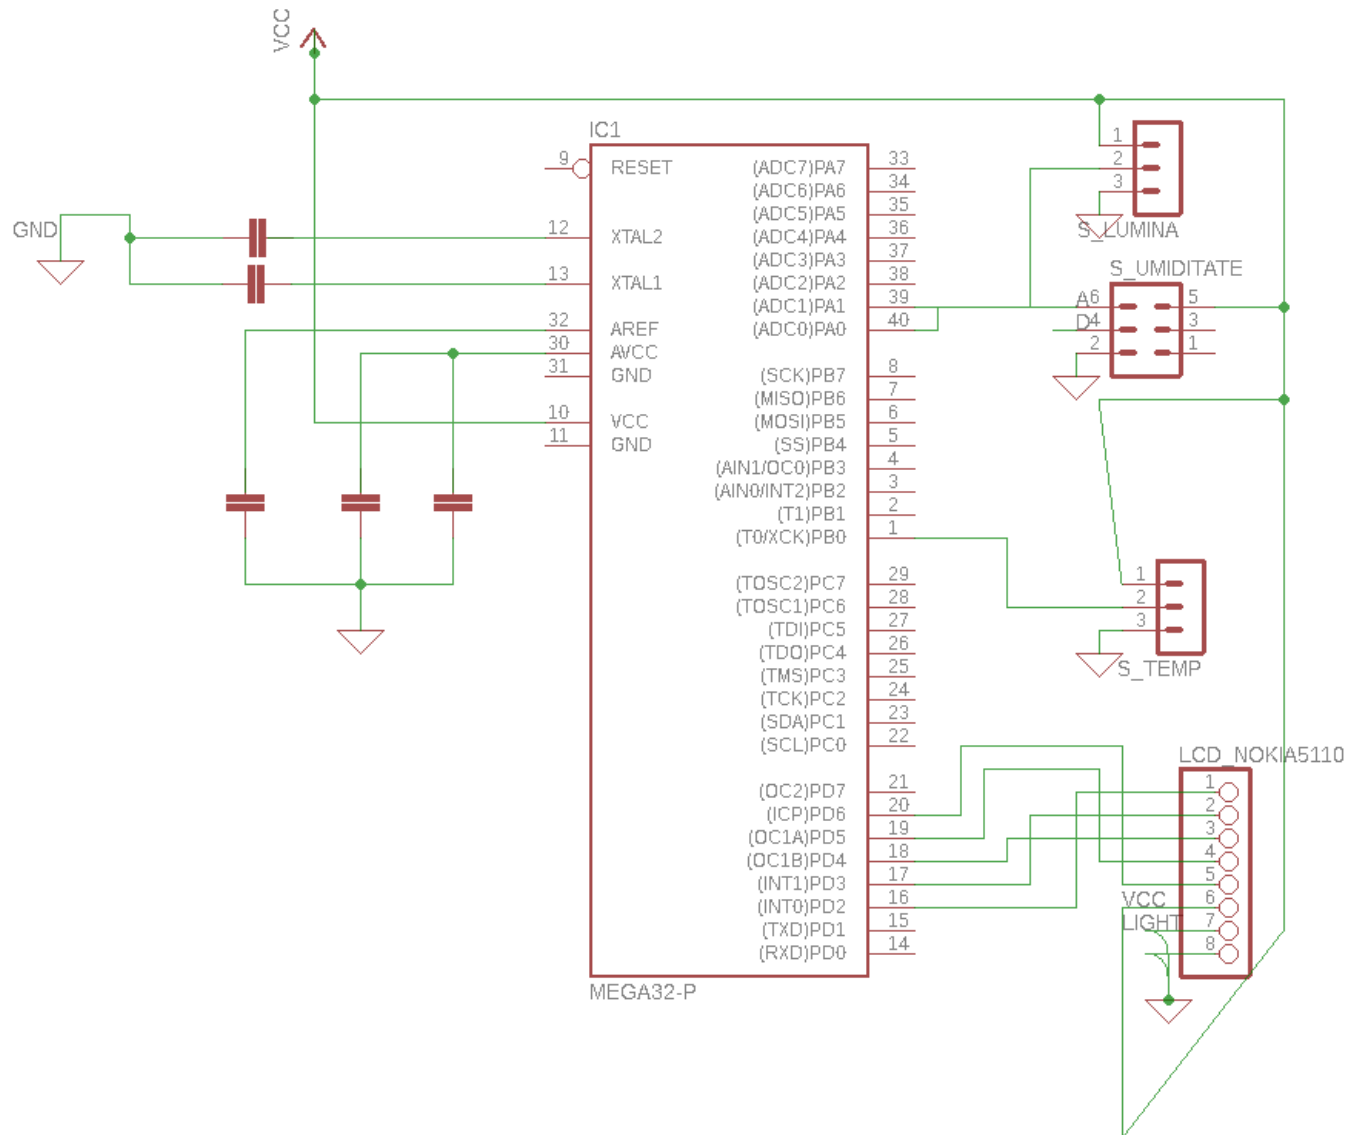 VCC
IC1
9 RESET
12 XTAL2
13 XTAL1
32 AREF
30 AVCC
31 GND
10 VCC
11 GND
GND
(ADC7)PA7 33
(ADC6)PA6 34
(ADC5)PA5 35
(ADC4)PA4 36
(ADC3)PA3 37
(ADC2)PA2 38
(ADC1)PA1 39
(ADC0)PA0 40
(SCK)PB7 8
(MISO)PB6 7
(MOSI)PB5 6
(SS)PB4 5
(AIN1/OC0)PB3 4
(AIN0/INT2)PB2 3
(T1)PB1 2
(T0/XCK)PB0 1
(TOSC2)PC7 29
(TOSC1)PC6 28
(TDI)PC5 27
(TDO)PC4 26
(TMS)PC3 25
(TCK)PC2 24
(SDA)PC1 23
(SCL)PC0 22
(OC2)PD7 21
(ICP)PD6 20
(OC1A)PD5 19
(OC1B)PD4 18
(INT1)PD3 17
(INT0)PD2 16
(TXD)PD1 15
(RXD)PD0 14
MEGA32-P
1
2
3
S_LUMINA
S_UMIDITATE
A6 5
D4 3
2 1
1
2
3
S_TEMP
LCD_NOKIA5110
1
2
3
4
5
VCC 6
LIGHT 7
8